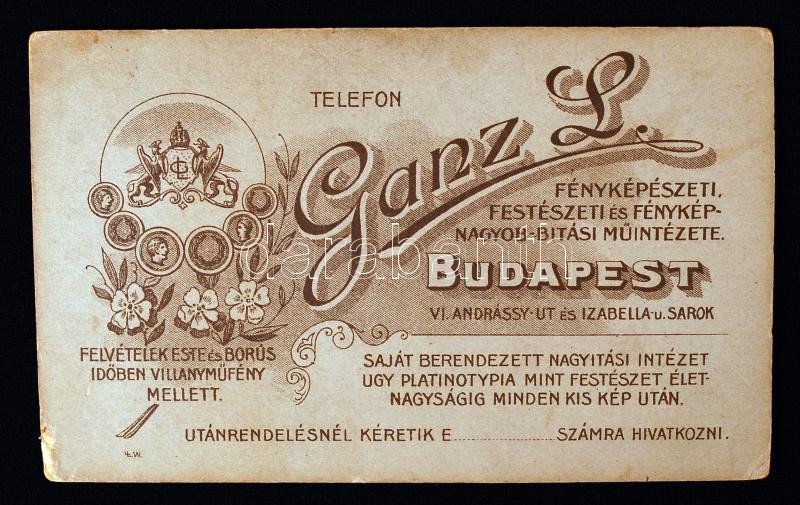 TELEFON
Ganz L.
FÉNYKÉPÉSZETI,
FESTÉSZETI és FÉNYKÉP-
NAGYOB-BITÁSI MŰINTÉZETE.
BUDAPEST
VI. ANDRÁSSY-UT és IZABELLA-u. SAROK
FELVÉTELEK ESTE és BORÚS
IDŐBEN VILLANYMŰFÉNY
MELLETT.
SAJÁT BERENDEZETT NAGYITÁSI INTÉZET
UGY PLATINOTYPIA MINT FESTÉSZET ÉLET-
NAGYSÁGIG MINDEN KIS KÉP UTÁN.
UTÁNRENDELÉSNÉL KÉRETIK E............ SZÁMRA HIVATKOZNI.
darabanth